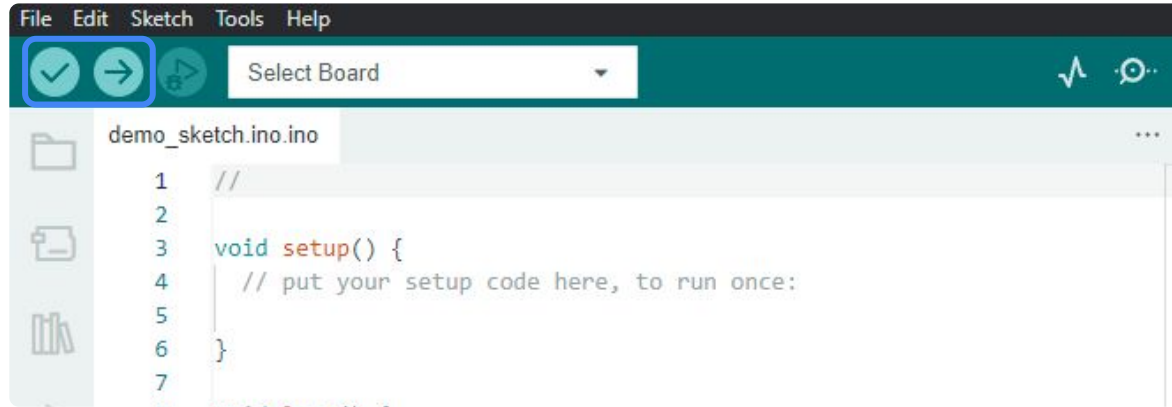 File Edit Sketch Tools Help
Select Board
demo_sketch.ino.ino
...
1 //
2
3 void setup() {
4 // put your setup code here, to run once:
5
6 }
7